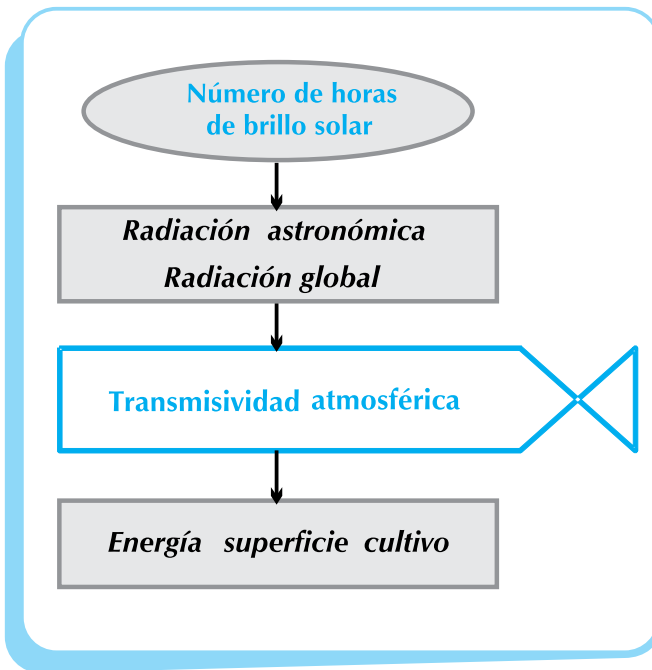 Número de horas
de brillo solar
Radiación astronómica
Radiación global
Transmisividad atmosférica
Energía superficie cultivo